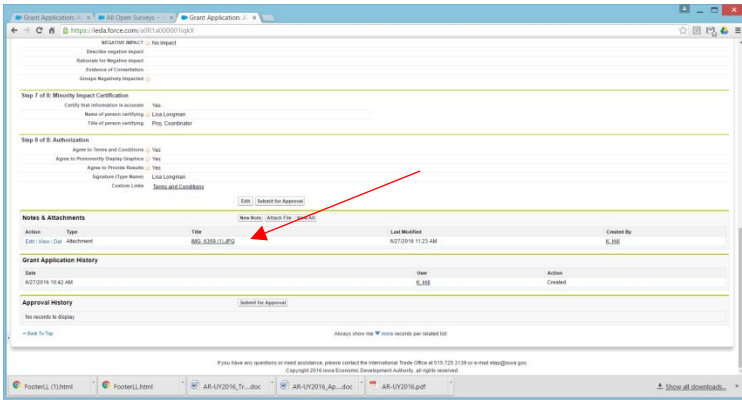 Grant Application: A
All Open Surveys -
Grant Application: A
https://ieda.force.com/a0R1a000001iqkX
NEGATIVE IMPACT No Impact
Describe negative impact
Rationale for Negative Impact
Evidence of Consultation
Groups Negatively Impacted
Step 7 of 8: Minority Impact Certification
Certify that information is accurate Yes
Name of person certifying Lisa Longman
Title of person certifying Proj. Coordinator
Step 8 of 8: Authorization
Agree to Terms and Conditions Yes
Agree to Prominently Display Graphics Yes
Agree to Provide Results Yes
Signature (Type Name) Lisa Longman
Custom Links Terms and Conditions
Edit Submit for Approval
Notes & Attachments New Note Attach File View All
Action Type Title Last Modified Created By
Edit | View | Del Attachment IMG_6359 (1).JPG 6/27/2016 11:23 AM K. Hill
Grant Application History
Date User Action
6/27/2016 10:42 AM K. Hill Created.
Approval History Submit for Approval
No records to display
^ Back To Top Always show me more records per related list
If you have any questions or need assistance, please contact the International Trade Office at 515.725.3139 or e-mail etap@iowa.gov.
Copyright 2016 Iowa Economic Development Authority, all rights reserved.
FooterLL (1).html FooterLL.html AR-UY2016_Tr....doc AR-UY2016_Ap....doc AR-UY2016.pdf Show all downloads...